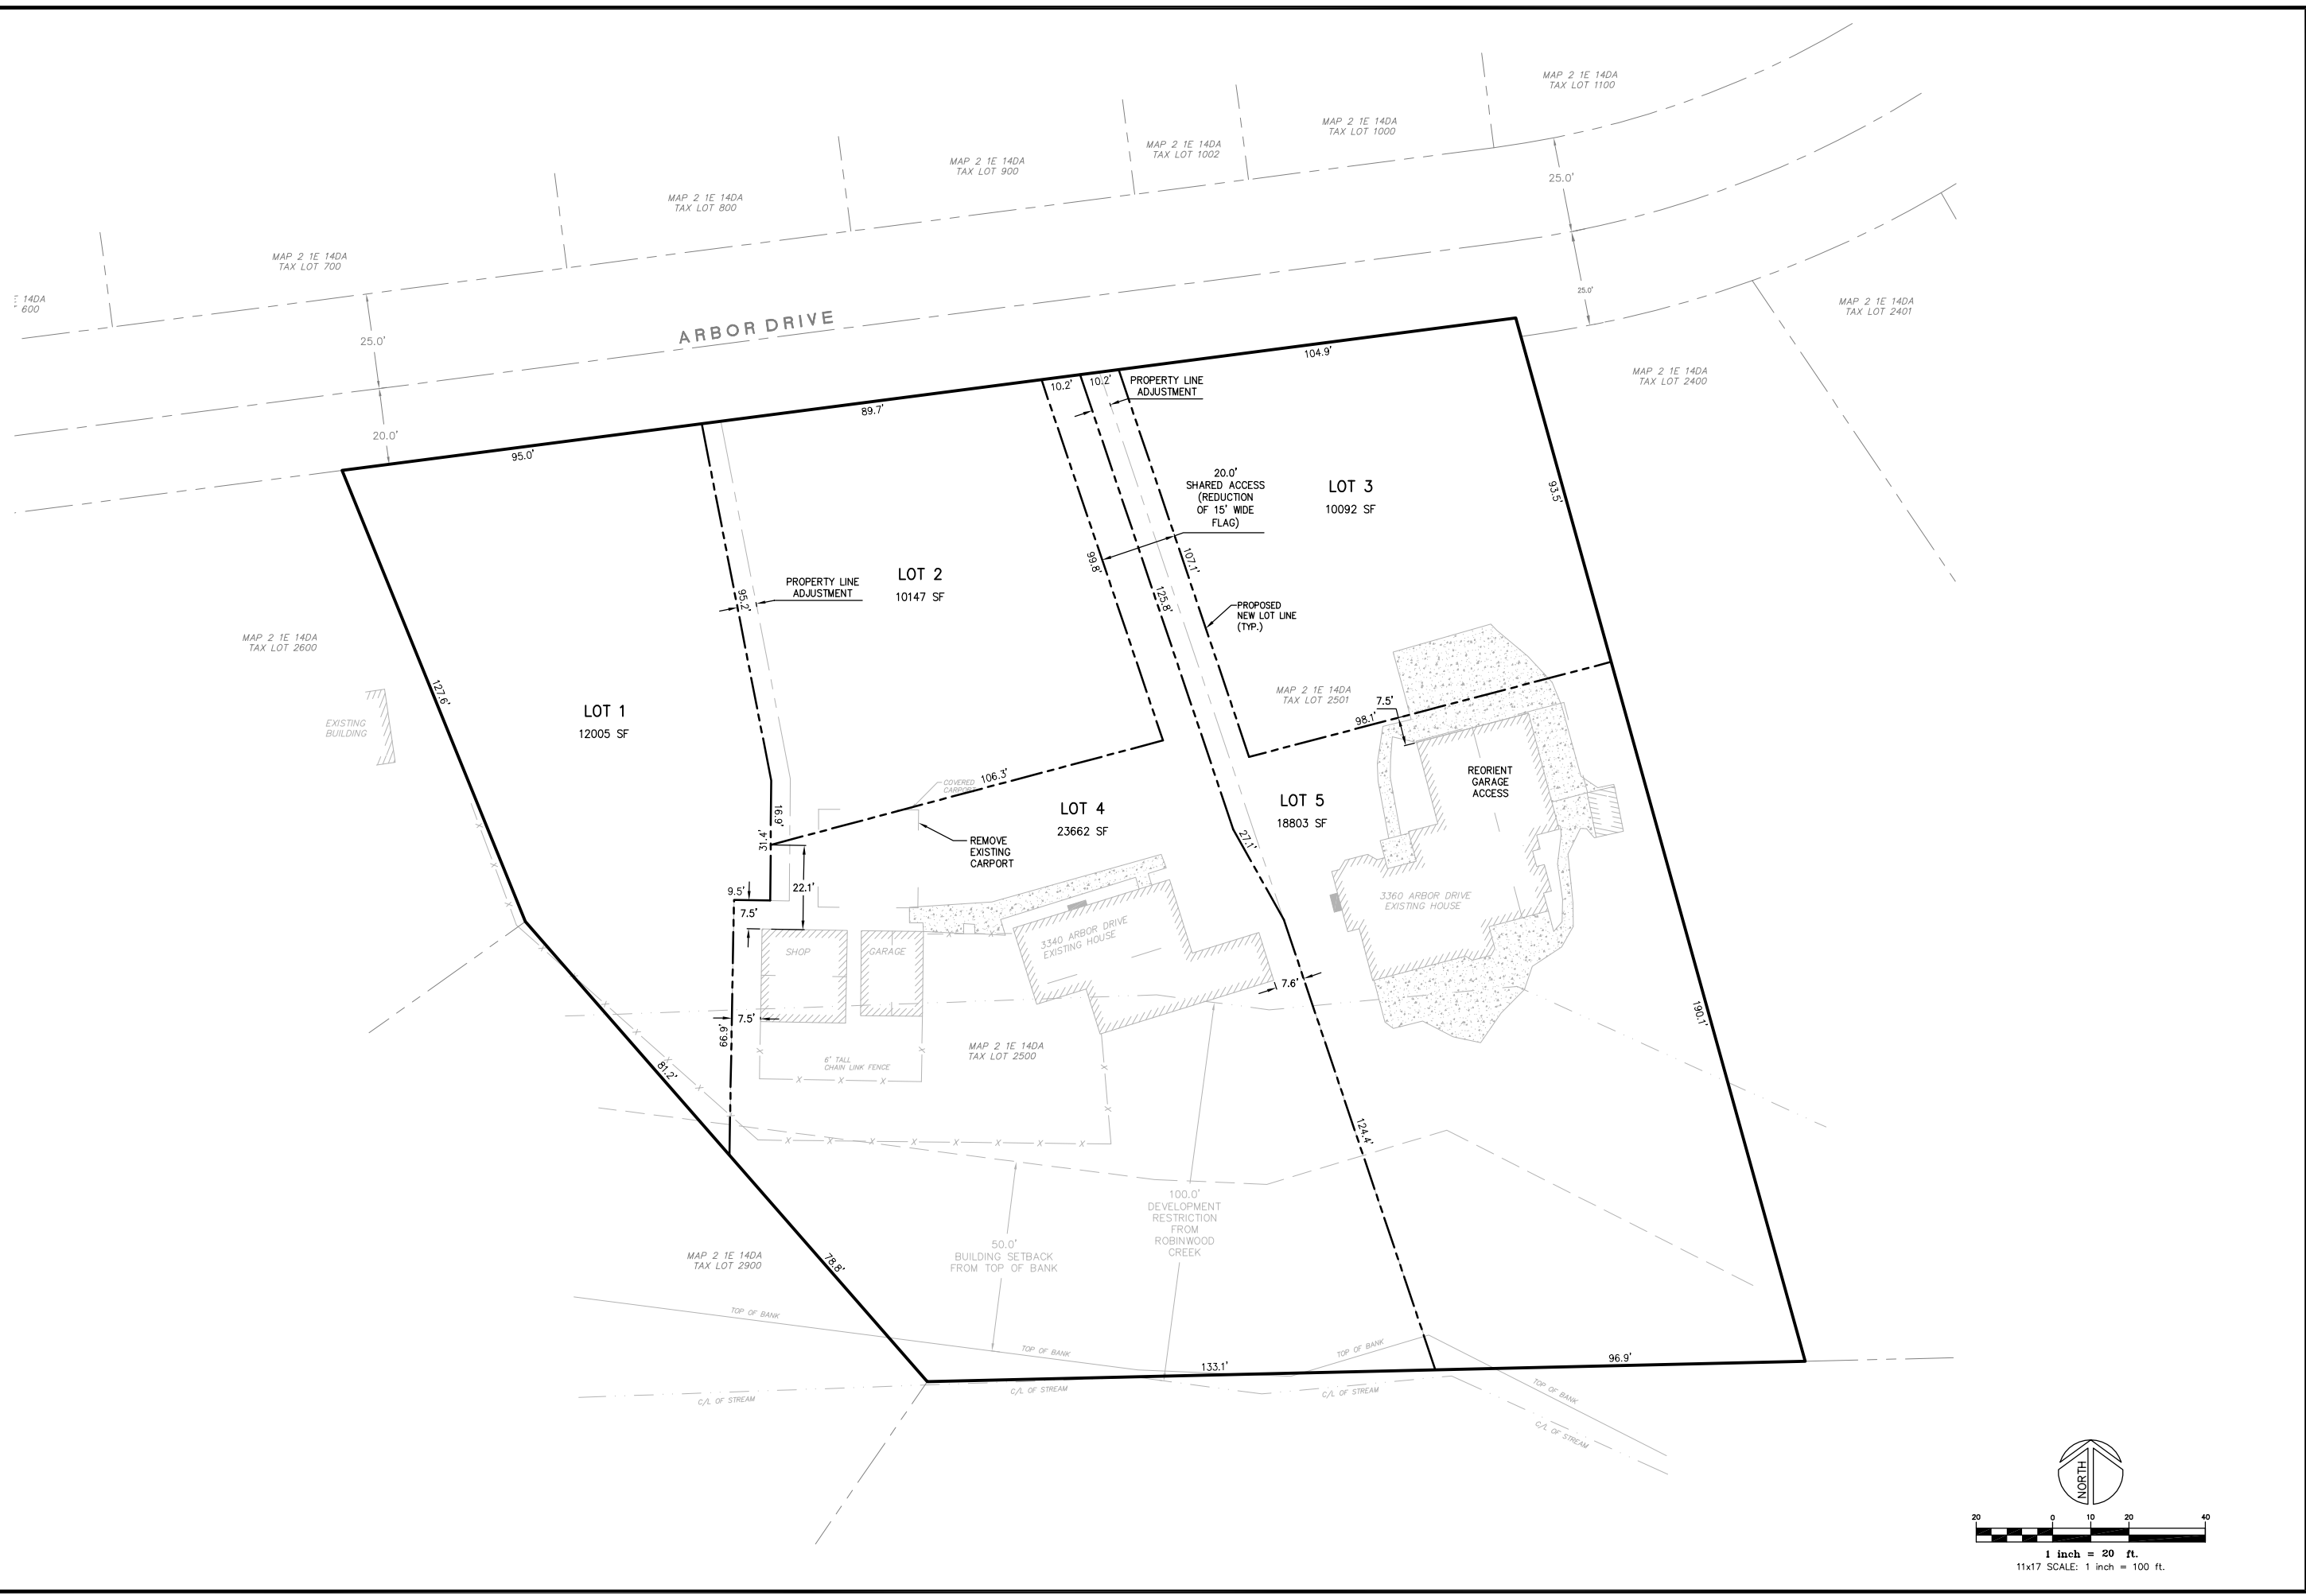 MAP 2 1E 14DA
TAX LOT 1100
MAP 2 1E 14DA
TAX LOT 1000
MAP 2 1E 14DA
TAX LOT 1002
MAP 2 1E 14DA
TAX LOT 900
MAP 2 1E 14DA
TAX LOT 800
MAP 2 1E 14DA
TAX LOT 700
14DA
600
25.0'
25.0'
25.0'
20.0'
ARBOR DRIVE
MAP 2 1E 14DA
TAX LOT 2401
MAP 2 1E 14DA
TAX LOT 2400
104.9'
10.2'
10.2'
PROPERTY LINE
ADJUSTMENT
89.7'
95.0'
20.0'
SHARED ACCESS
(REDUCTION
OF 15' WIDE
FLAG)
LOT 3
10092 SF
93.5'
99.8'
107.1'
125.8'
LOT 2
10147 SF
PROPERTY LINE
ADJUSTMENT
95.2'
PROPOSED
NEW LOT LINE
(TYP.)
MAP 2 1E 14DA
TAX LOT 2600
EXISTING
BUILDING
127.6'
LOT 1
12005 SF
MAP 2 1E 14DA
TAX LOT 2501
7.5'
98.1'
REORIENT
GARAGE
ACCESS
COVERED
CARPORT
106.3'
LOT 4
23662 SF
LOT 5
18803 SF
16.9'
31.4'
REMOVE
EXISTING
CARPORT
27.1'
9.5'
22.1'
7.5'
3360 ARBOR DRIVE
EXISTING HOUSE
SHOP
GARAGE
3340 ARBOR DRIVE
EXISTING HOUSE
7.6'
7.5'
66.9'
190.1'
MAP 2 1E 14DA
TAX LOT 2500
6' TALL
CHAIN LINK FENCE
X X X X X X X X X X X X X X X X X X X X X X X X X
81.2'
124.4'
100.0'
DEVELOPMENT
RESTRICTION
FROM
ROBINWOOD
CREEK
50.0'
BUILDING SETBACK
FROM TOP OF BANK
MAP 2 1E 14DA
TAX LOT 2900
78.8'
TOP OF BANK
TOP OF BANK
TOP OF BANK
TOP OF BANK
133.1'
96.9'
C/L OF STREAM
C/L OF STREAM
C/L OF STREAM
C/L OF STREAM
NORTH
20 0 10 20 40
1 inch = 20 ft.
11x17 SCALE: 1 inch = 100 ft.